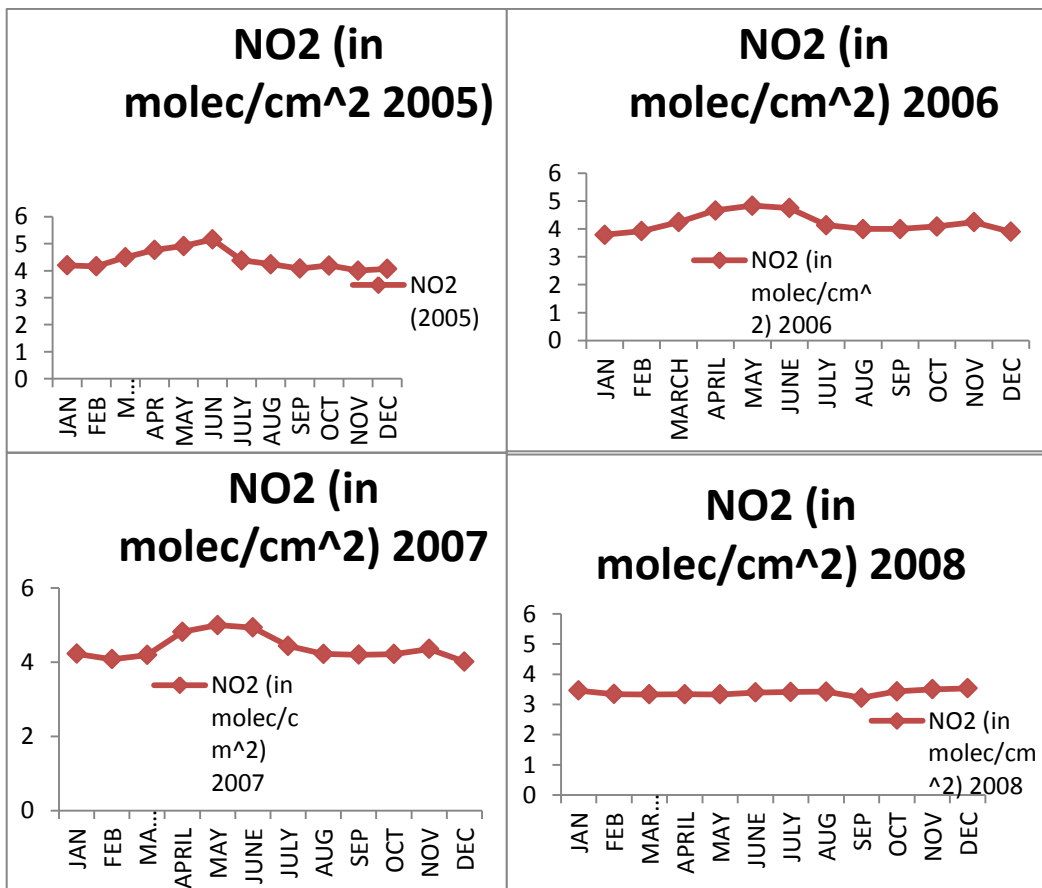 NO2 (in
molec/cm^2 2005)
6
5
4
3
2
1
0
JAN
FEB
M...
APR
MAY
JUN
JULY
AUG
SEP
OCT
NOV
DEC
NO2
(2005)
NO2 (in
molec/cm^2) 2006
6
5
4
3
2
1
0
JAN
FEB
MARCH
APRIL
MAY
JUNE
JULY
AUG
SEP
OCT
NOV
DEC
NO2 (in
molec/cm^
2) 2006
NO2 (in
molec/cm^2) 2007
6
4
2
0
JAN
FEB
MA...
APRIL
MAY
JUNE
JULY
AUG
SEP
OCT
NOV
DEC
NO2 (in
molec/c
m^2)
2007
NO2 (in
molec/cm^2) 2008
6
5
4
3
2
1
0
JAN
FEB
MAR...
APRIL
MAY
JUNE
JULY
AUG
SEP
OCT
NOV
DEC
NO2 (in
molec/cm
^2) 2008